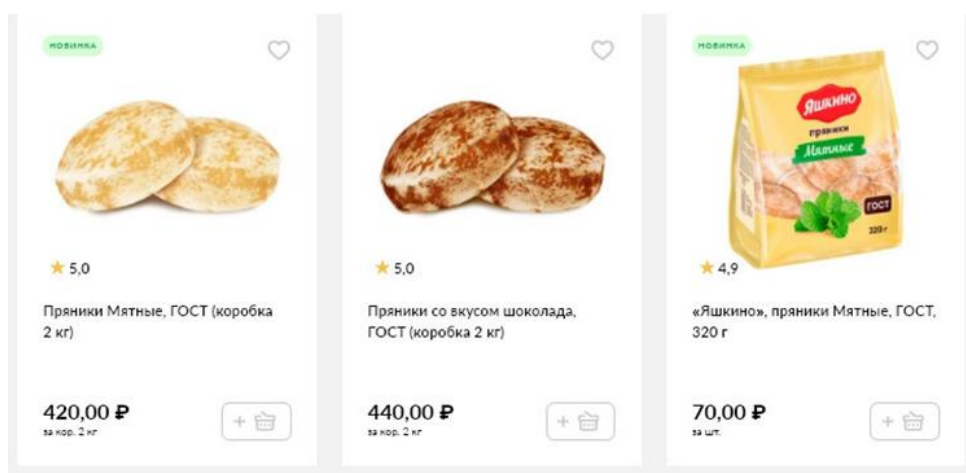 НОВИНКА
★ 5,0
Пряники Мятные, ГОСТ (коробка
2 кг)
420,00 ₽
за кор. 2 кг
+
★ 5,0
Пряники со вкусом шоколада,
ГОСТ (коробка 2 кг)
440,00 ₽
за кор. 2 кг
+
НОВИНКА
Яшкино
пряники
Мятные
ГОСТ
320 г
★ 4,9
«Яшкино», пряники Мятные, ГОСТ,
320 г
70,00 ₽
за шт.
+